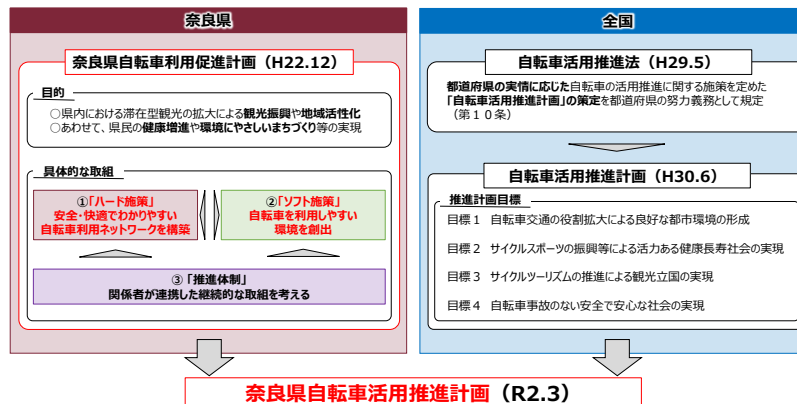 奈良県
奈良県自転車利用促進計画（H22.12）
目的
○県内における滞在型観光の拡大による観光振興や地域活性化
○あわせて、県民の健康増進や環境にやさしいまちづくり等の実現
具体的な取組
①「ハード施策」
安全・快適でわかりやすい
自転車利用ネットワークを構築
②「ソフト施策」
自転車を利用しやすい
環境を創出
③「推進体制」
関係者が連携した継続的な取組を考える
全国
自転車活用推進法（H29.5）
都道府県の実情に応じた自転車の活用推進に関する施策を定めた
「自転車活用推進計画」の策定を都道府県の努力義務として規定
（第１０条）
自転車活用推進計画（H30.6）
推進計画目標
目標１ 自転車交通の役割拡大による良好な都市環境の形成
目標２ サイクルスポーツの振興等による活力ある健康長寿社会の実現
目標３ サイクルツーリズムの推進による観光立国の実現
目標４ 自転車事故のない安全で安心な社会の実現
奈良県自転車活用推進計画（R2.3）